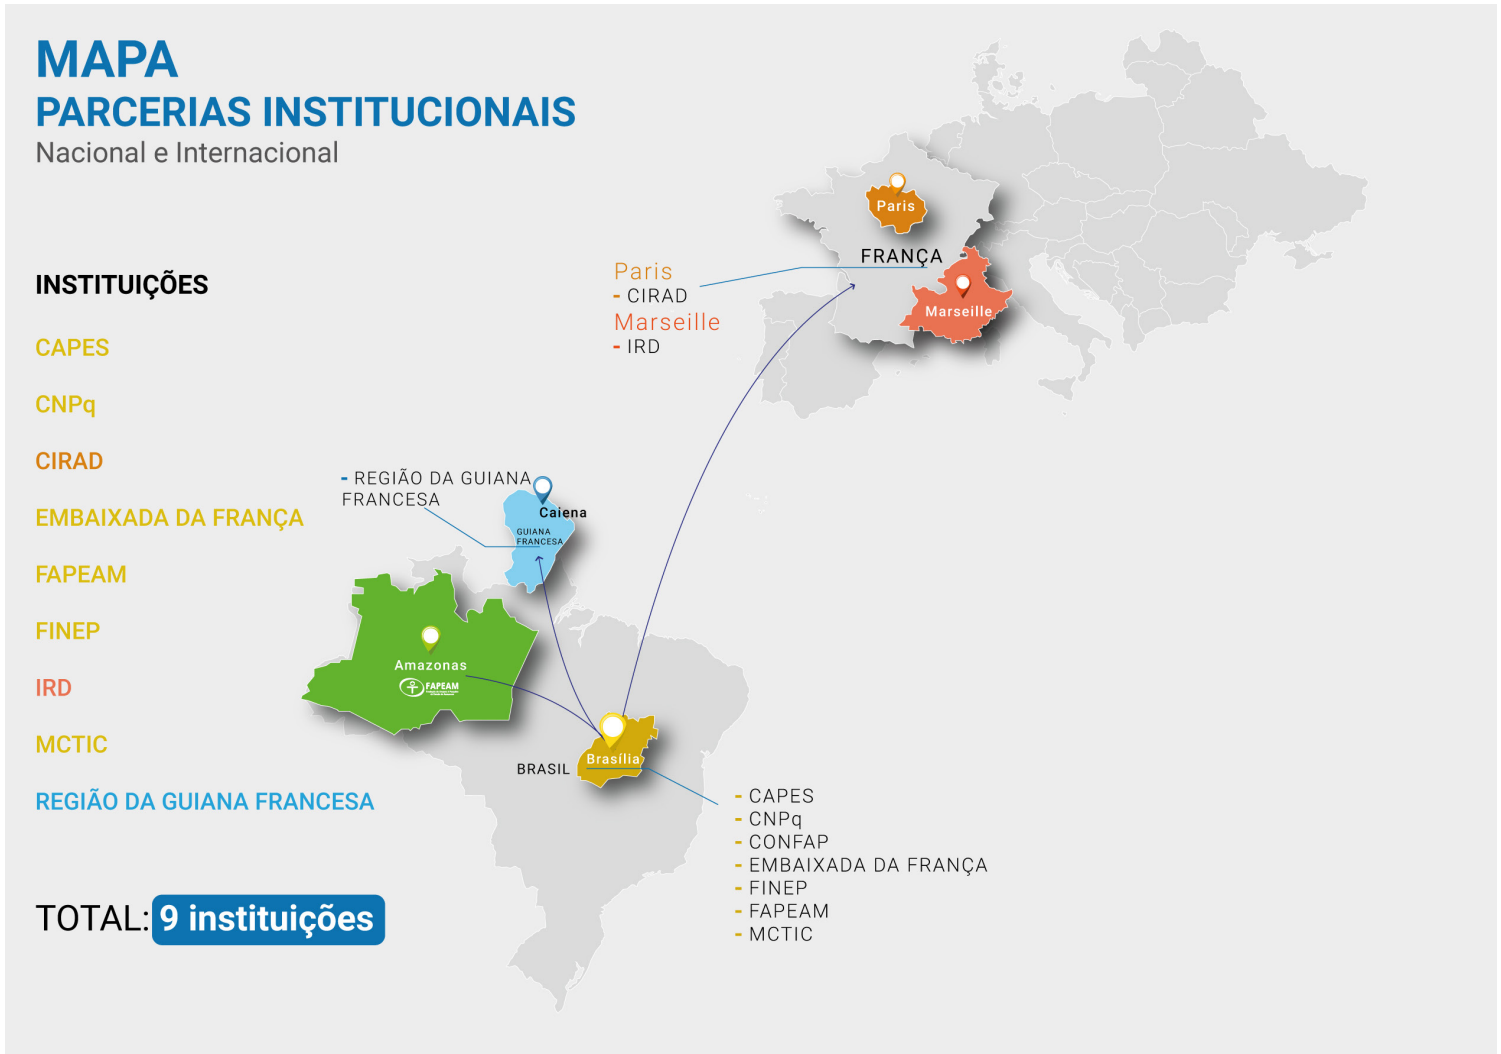 MAPA
PARCERIAS INSTITUCIONAIS
Nacional e Internacional
INSTITUIÇÕES
CAPES
CNPq
CIRAD
EMBAIXADA DA FRANÇA
FAPEAM
FINEP
IRD
MCTIC
REGIÃO DA GUIANA FRANCESA
TOTAL: 9 instituições
Paris
FRANÇA
Marseille
Paris
- CIRAD
Marseille
- IRD
- REGIÃO DA GUIANA
FRANCESA
Caiena
GUIANA
FRANCESA
Amazonas
FAPEAM
BRASIL
Brasília
- CAPES
- CNPq
- CONFAP
- EMBAIXADA DA FRANÇA
- FINEP
- FAPEAM
- MCTIC